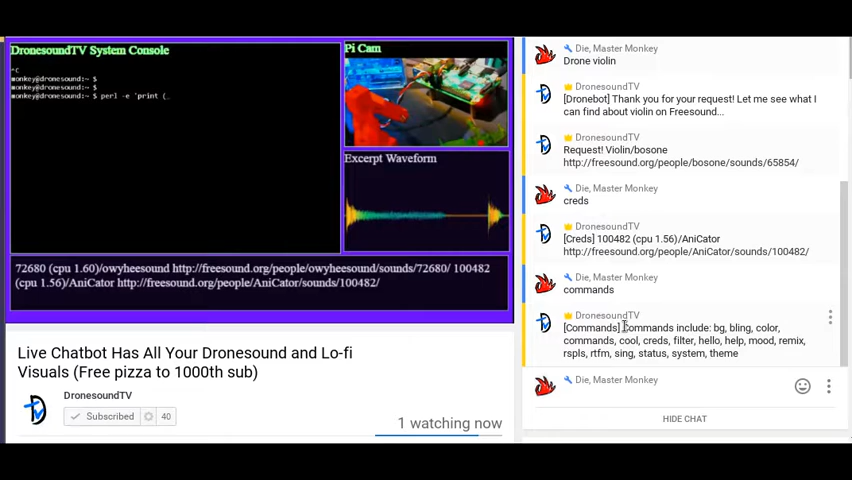 DronesoundTV System Console
^C
monkey@dronesound:~ $
monkey@dronesound:~ $
monkey@dronesound:~ $ perl -e 'print (_
Pi Cam
Excerpt Waveform
72680 (cpu 1.60)/owyheesound http://freesound.org/people/owyheesound/sounds/72680/ 100482
(cpu 1.56)/AniCator http://freesound.org/people/AniCator/sounds/100482/
Live Chatbot Has All Your Dronesound and Lo-fi
Visuals (Free pizza to 1000th sub)
DronesoundTV
Subscribed 40
1 watching now
Die, Master Monkey
Drone violin
DronesoundTV
[Dronebot] Thank you for your request! Let me see what I
can find about violin on Freesound...
DronesoundTV
Request! Violin/bosone
http://freesound.org/people/bosone/sounds/65854/
Die, Master Monkey
creds
DronesoundTV
[Creds] 100482 (cpu 1.56)/AniCator
http://freesound.org/people/AniCator/sounds/100482/
Die, Master Monkey
commands
DronesoundTV
[Commands] Commands include: bg, bling, color,
commands, cool, creds, filter, hello, help, mood, remix,
rspls, rtfm, sing, status, system, theme
Die, Master Monkey
HIDE CHAT